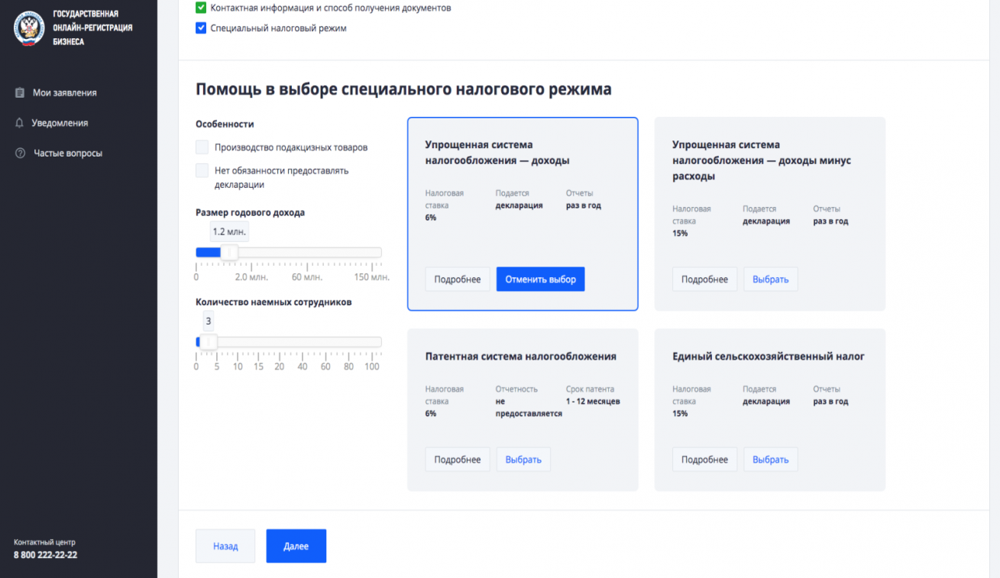 ГОСУДАРСТВЕННАЯ
ОНЛАЙН-РЕГИСТРАЦИЯ
БИЗНЕСА
Мои заявления
Уведомления
Частые вопросы
Контактный центр
8 800 222-22-22
Контактная информация и способ получения документов
Специальный налоговый режим
Помощь в выборе специального налогового режима
Особенности
Производство подакцизных товаров
Нет обязанности предоставлять
декларации
Размер годового дохода
1.2 млн.
0 2.0 млн. 60 млн. 150 млн.
Количество наемных сотрудников
3
0 5 10 15 20 40 60 80 100
Упрощенная система
налогообложения — доходы
Налоговая Подается Отчеты
ставка декларация раз в год
6%
Подробнее Отменить выбор
Упрощенная система
налогообложения — доходы минус
расходы
Налоговая Подается Отчеты
ставка декларация раз в год
15%
Подробнее Выбрать
Патентная система налогообложения
Налоговая Отчетность Срок патента
ставка не 1 - 12 месяцев
6% предоставляется
Подробнее Выбрать
Единый сельскохозяйственный налог
Налоговая Подается Отчеты
ставка декларация раз в год
15%
Подробнее Выбрать
Назад Далее